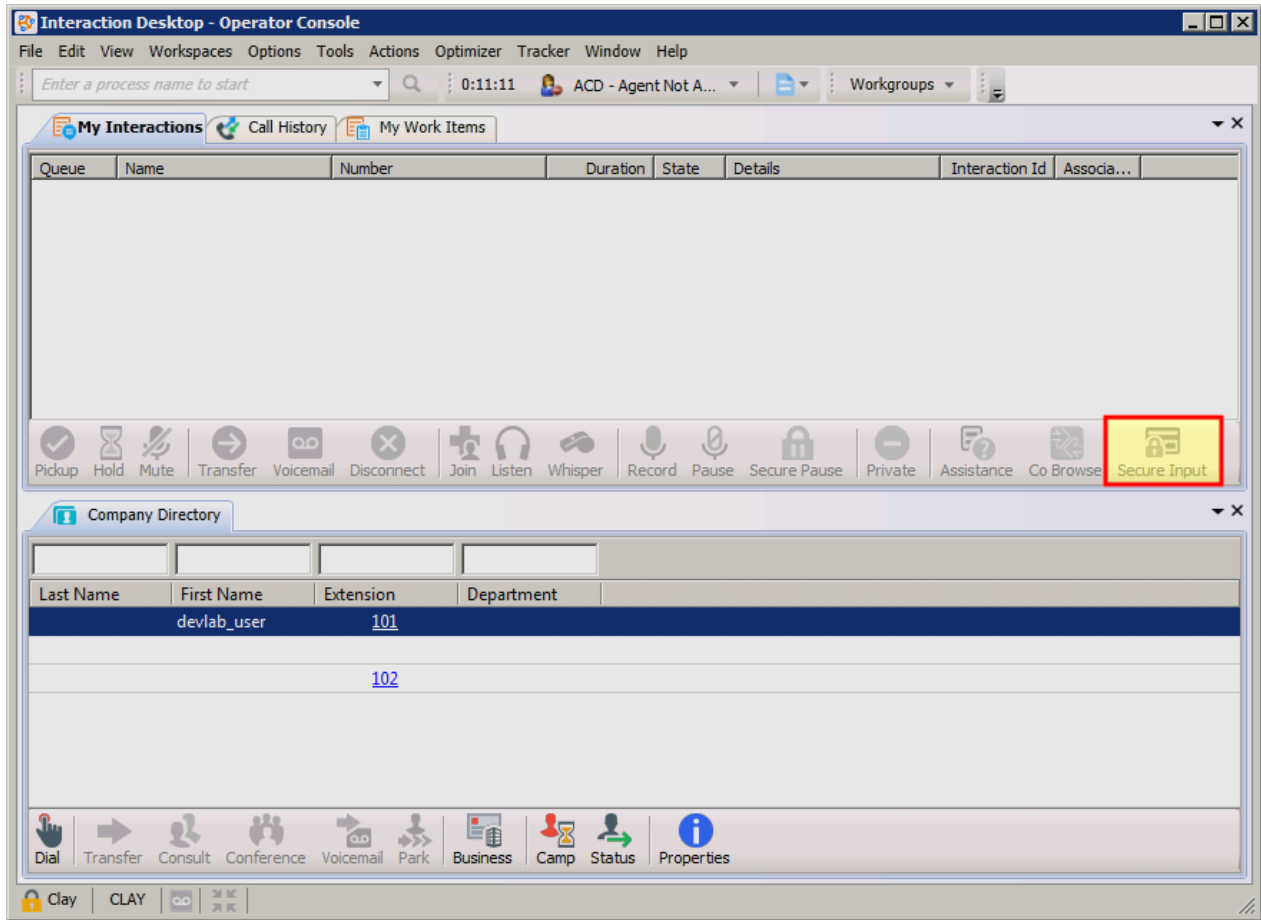 Interaction Desktop - Operator Console
File Edit View Workspaces Options Tools Actions Optimizer Tracker Window Help
Enter a process name to start 0:11:11 ACD - Agent Not A... Workgroups
My Interactions Call History My Work Items
Queue Name Number Duration State Details Interaction Id Associa...
Pickup Hold Mute Transfer Voicemail Disconnect Join Listen Whisper Record Pause Secure Pause Private Assistance Co Browse Secure Input
Company Directory
Last Name First Name Extension Department
devlab_user 101
102
Dial Transfer Consult Conference Voicemail Park Business Camp Status Properties
Clay CLAY